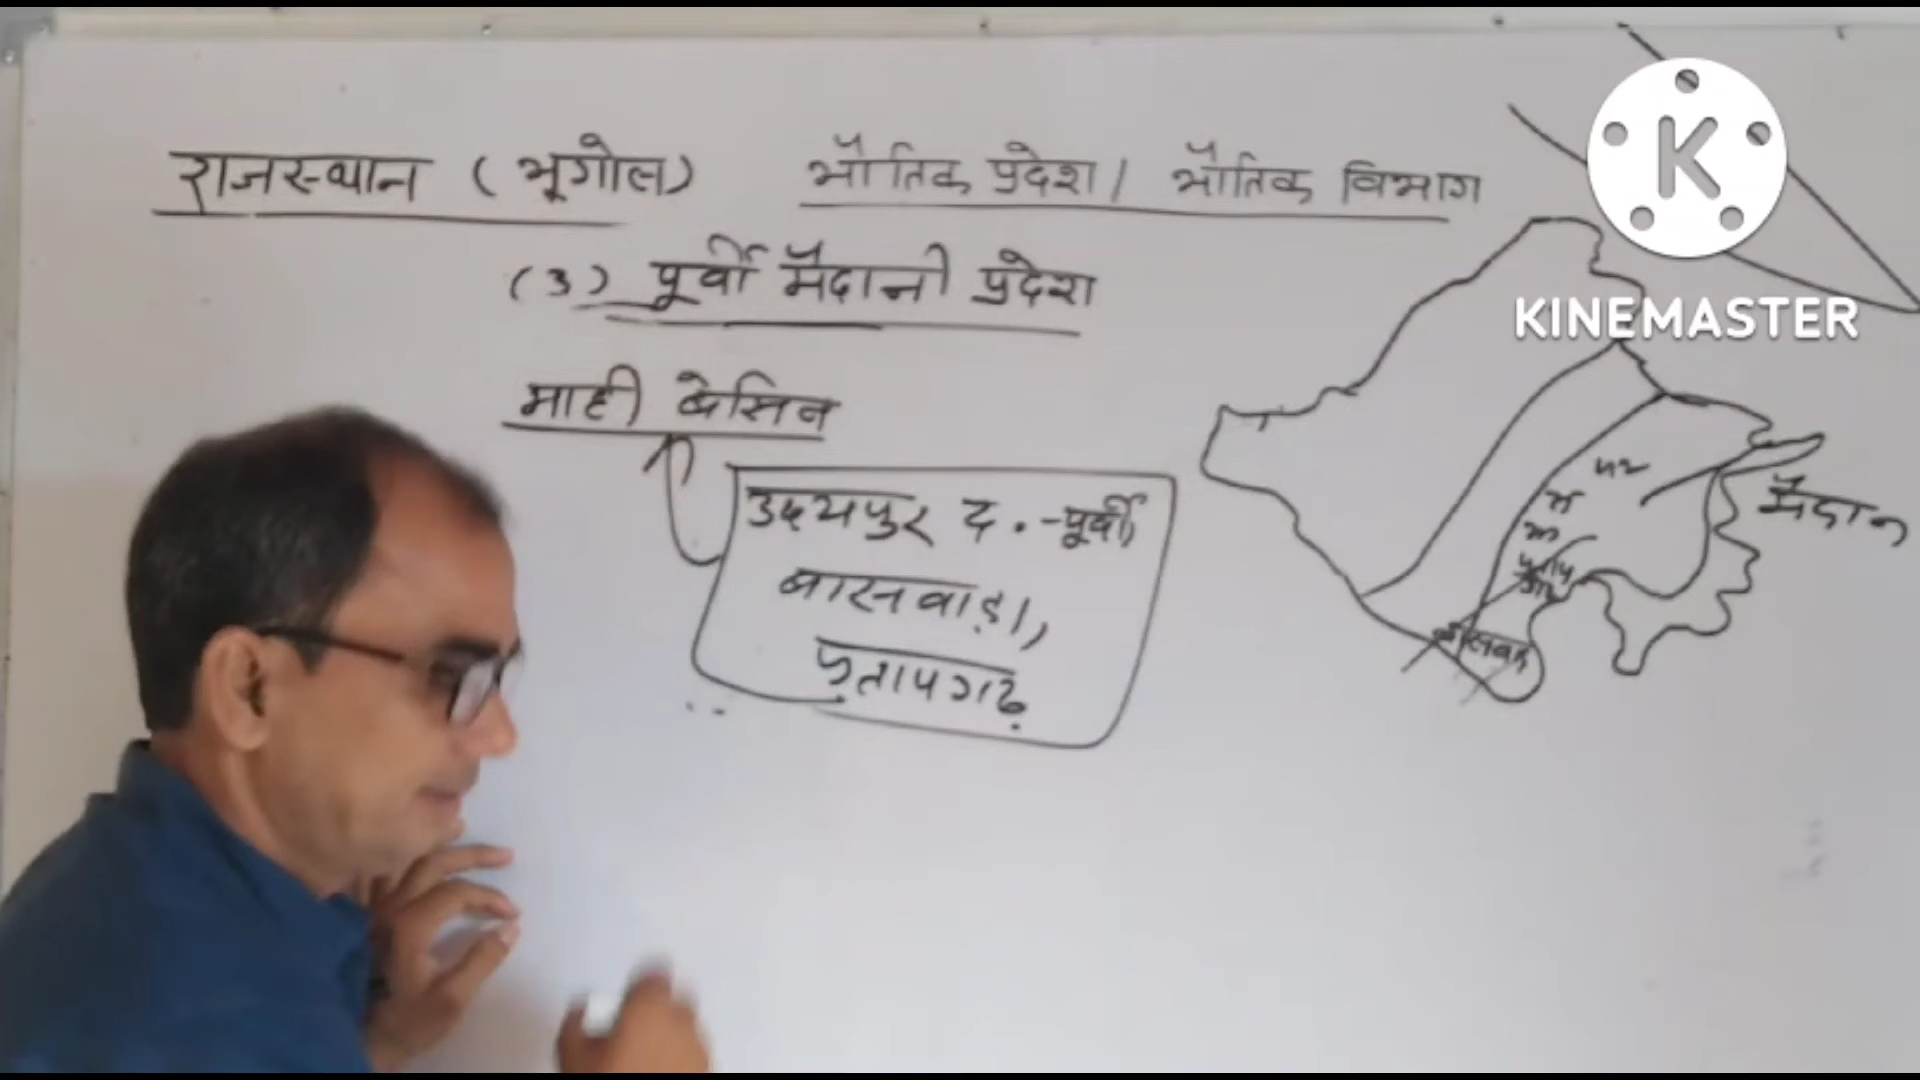 राजस्थान (भूगोल) भौतिक प्रदेश / भौतिक विभाग
(3) पूर्वी मैदानी प्रदेश
माही बेसिन
उदयपुर द.-पूर्वी,
बासवाड़ा,
प्रतापगढ़
मैदान
K
KINEMASTER